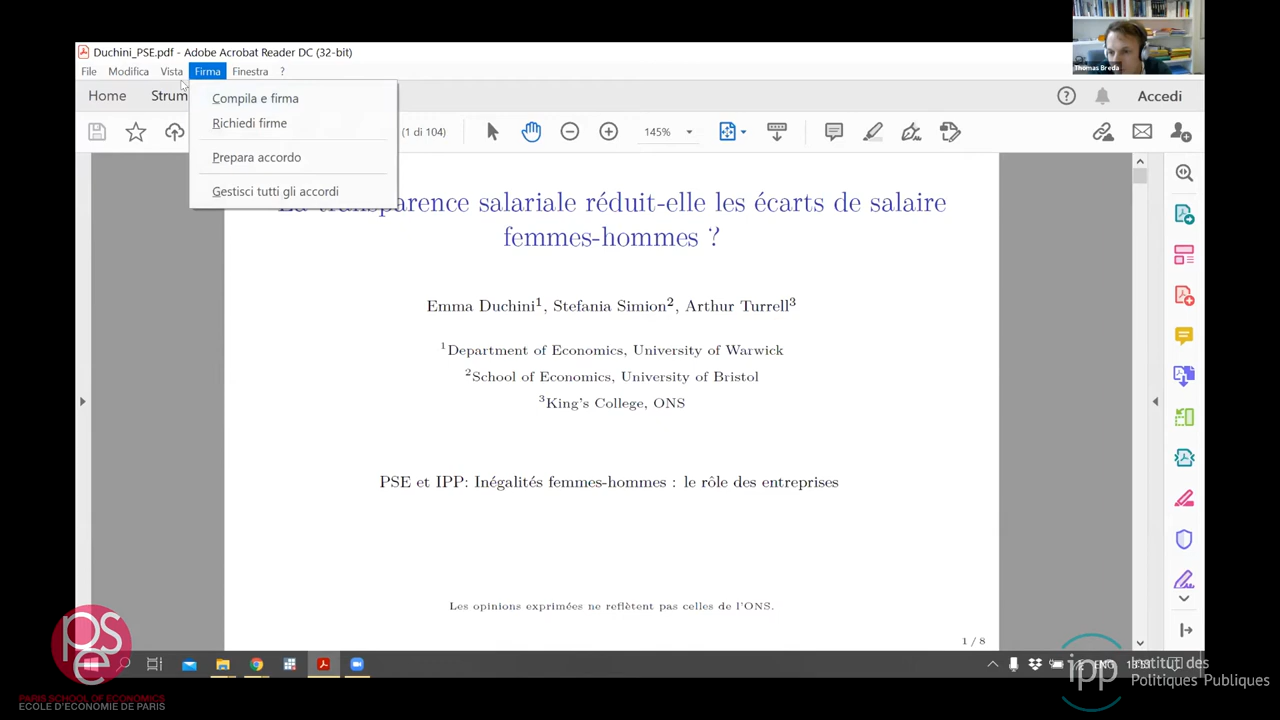 Duchini_PSE.pdf - Adobe Acrobat Reader DC (32-bit)
Thomas Breda
File Modifica Vista Firma Finestra ?
Home Strum Accedi
Compila e firma
Richiedi firme
Prepara accordo
Gestisci tutti gli accordi
(1 di 104) 145%
La transparence salariale réduit-elle les écarts de salaire
femmes-hommes ?
Emma Duchini1, Stefania Simion2, Arthur Turrell3
1Department of Economics, University of Warwick
2School of Economics, University of Bristol
3King's College, ONS
PSE et IPP: Inégalités femmes-hommes : le rôle des entreprises
Les opinions exprimées ne reflètent pas celles de l'ONS.
1 / 8
pse
PARIS SCHOOL OF ECONOMICS
ECOLE D'ECONOMIE DE PARIS
ENG
ipp
Institut des
Politiques Publiques